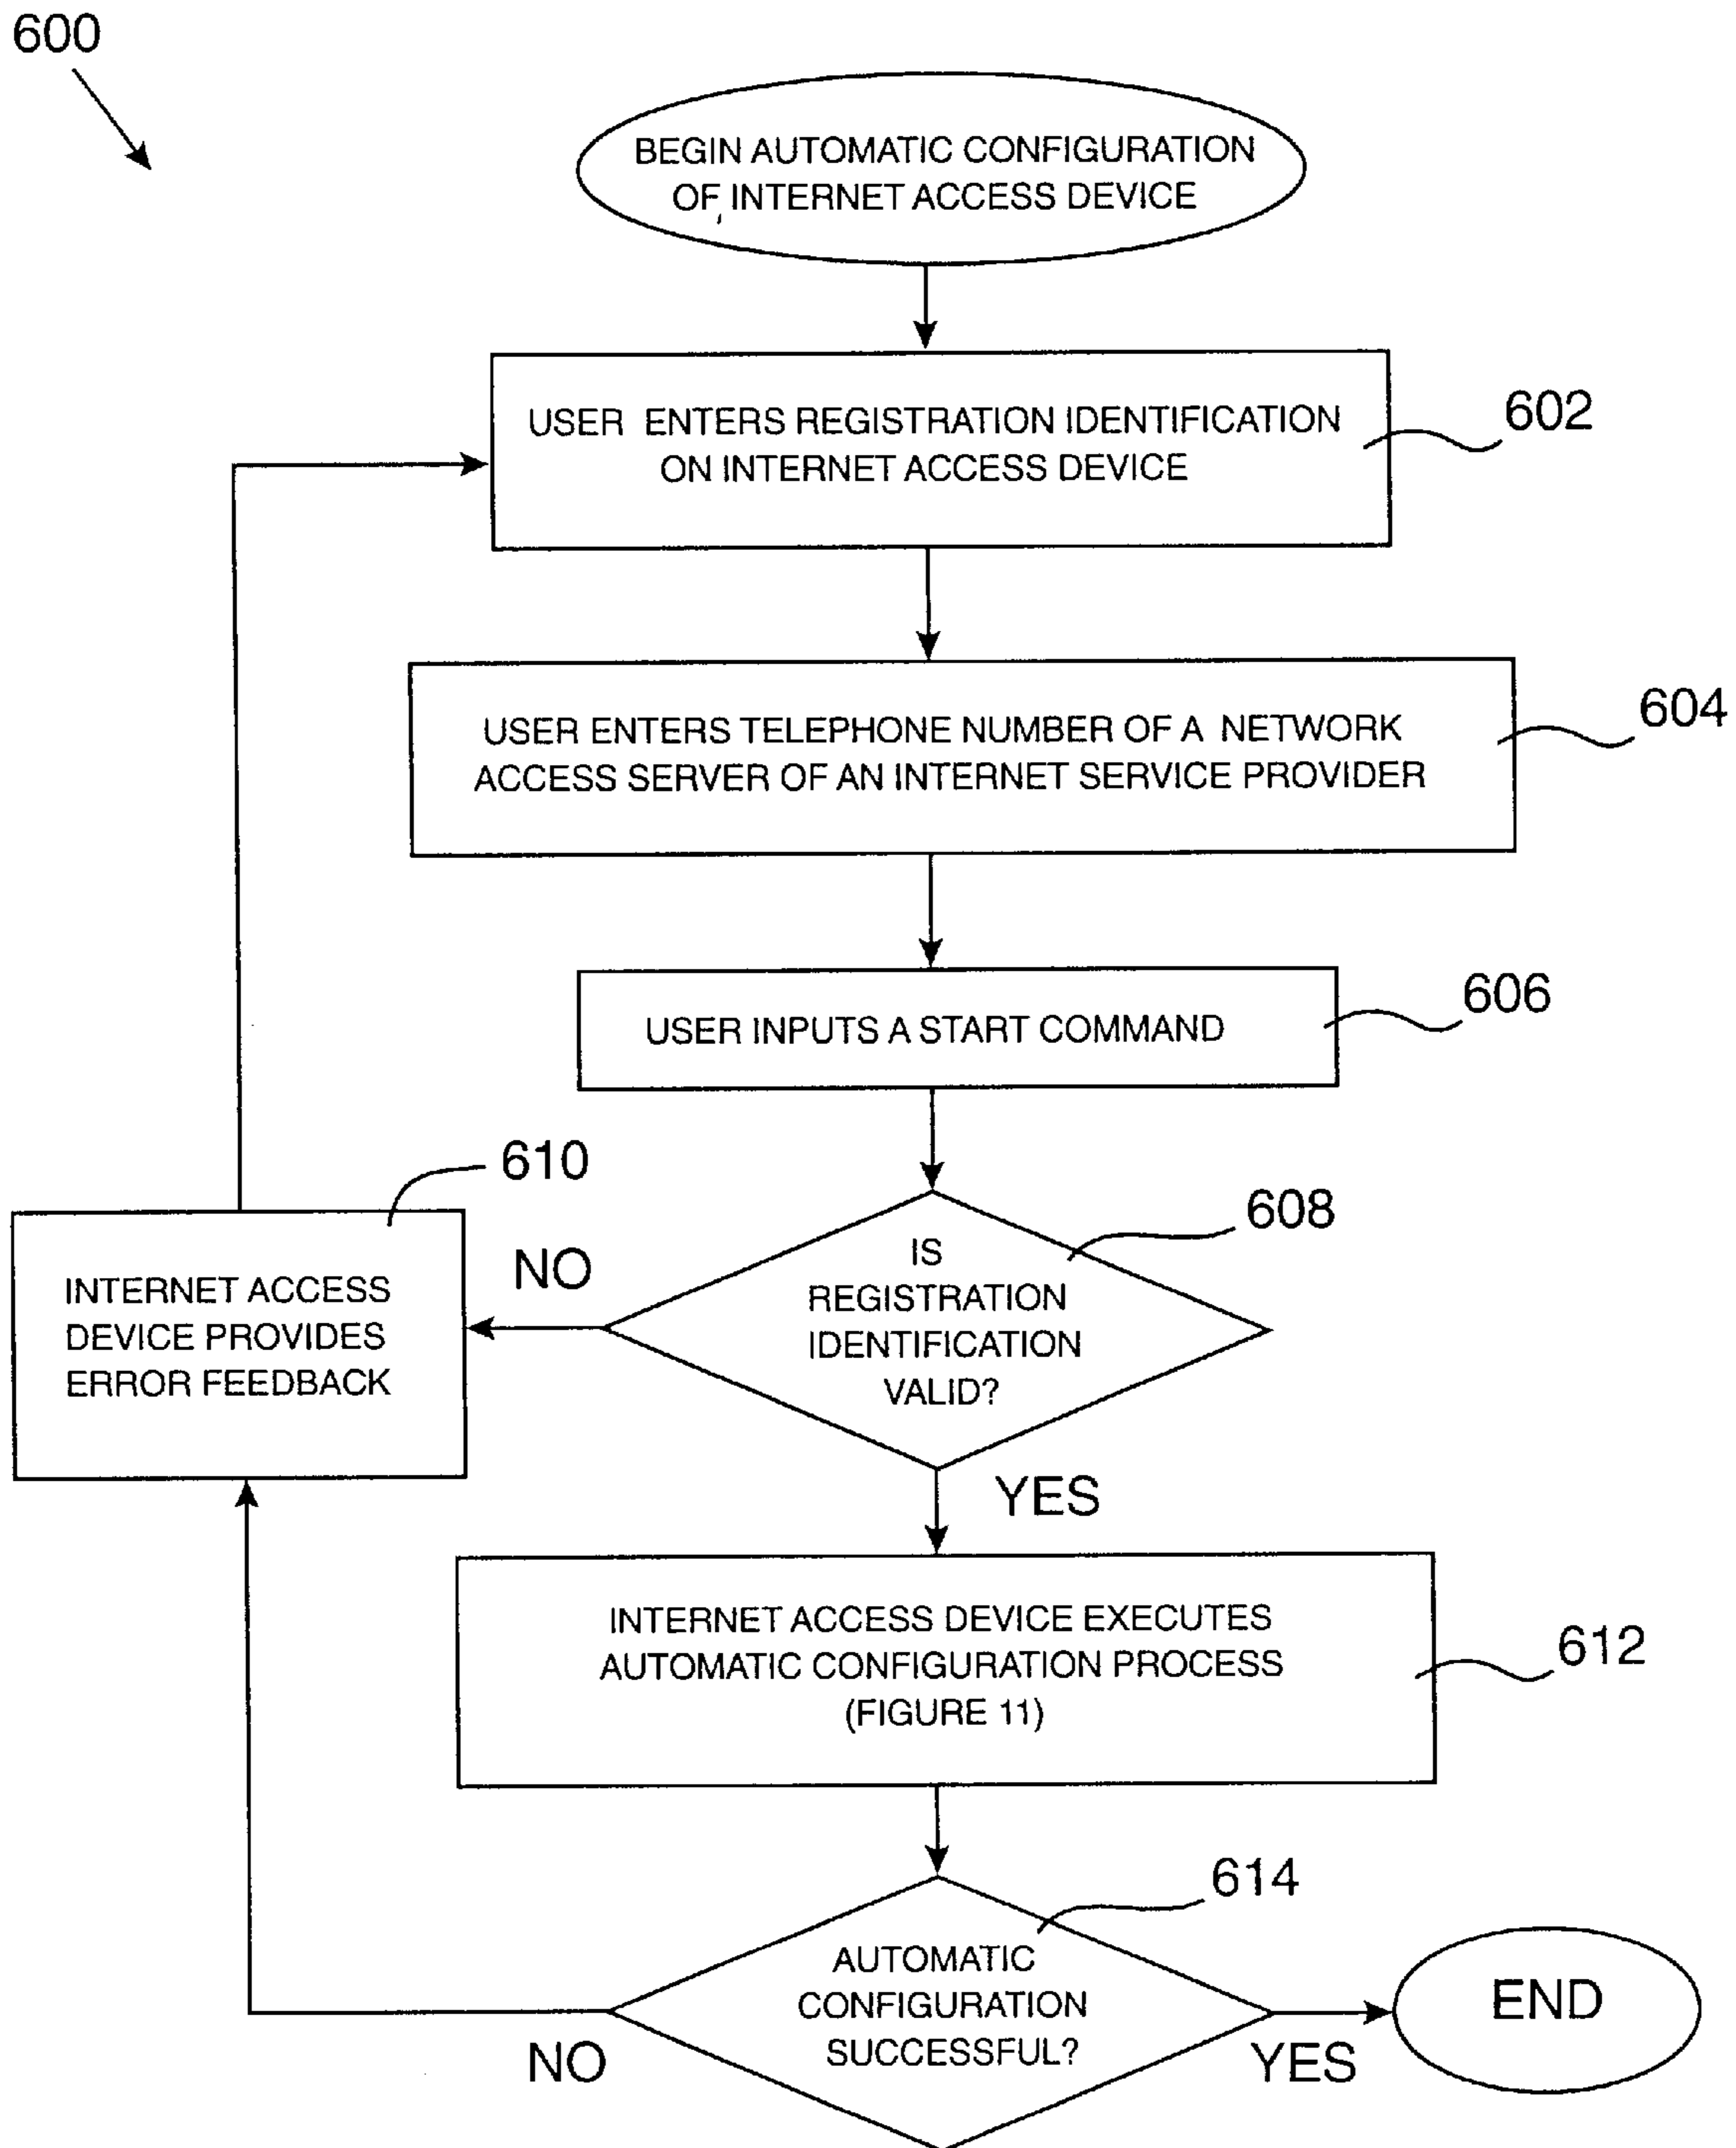 600
BEGIN AUTOMATIC CONFIGURATION
OF INTERNET ACCESS DEVICE
USER ENTERS REGISTRATION IDENTIFICATION
ON INTERNET ACCESS DEVICE
602
USER ENTERS TELEPHONE NUMBER OF A NETWORK
ACCESS SERVER OF AN INTERNET SERVICE PROVIDER
604
USER INPUTS A START COMMAND
606
610
608
IS
REGISTRATION
IDENTIFICATION
VALID?
NO
INTERNET ACCESS
DEVICE PROVIDES
ERROR FEEDBACK
YES
INTERNET ACCESS DEVICE EXECUTES
AUTOMATIC CONFIGURATION PROCESS
(FIGURE 11)
612
614
AUTOMATIC
CONFIGURATION
SUCCESSFUL?
NO
YES
END